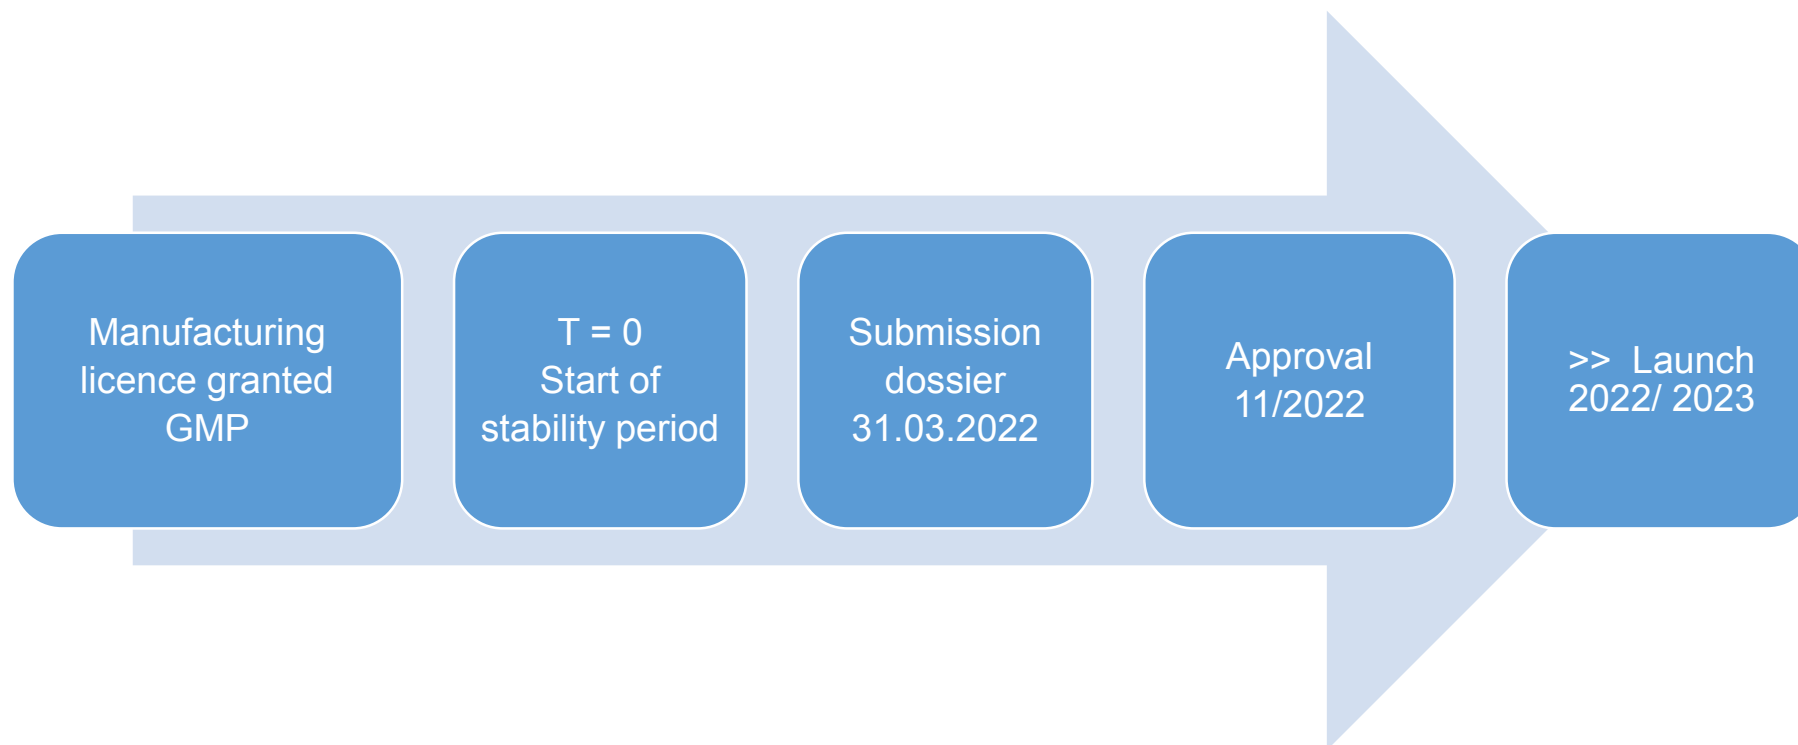 Manufacturing
licence granted
GMP
T = 0
Start of
stability period
Submission
dossier
31.03.2022
Approval
11/2022
>> Launch
2022/ 2023